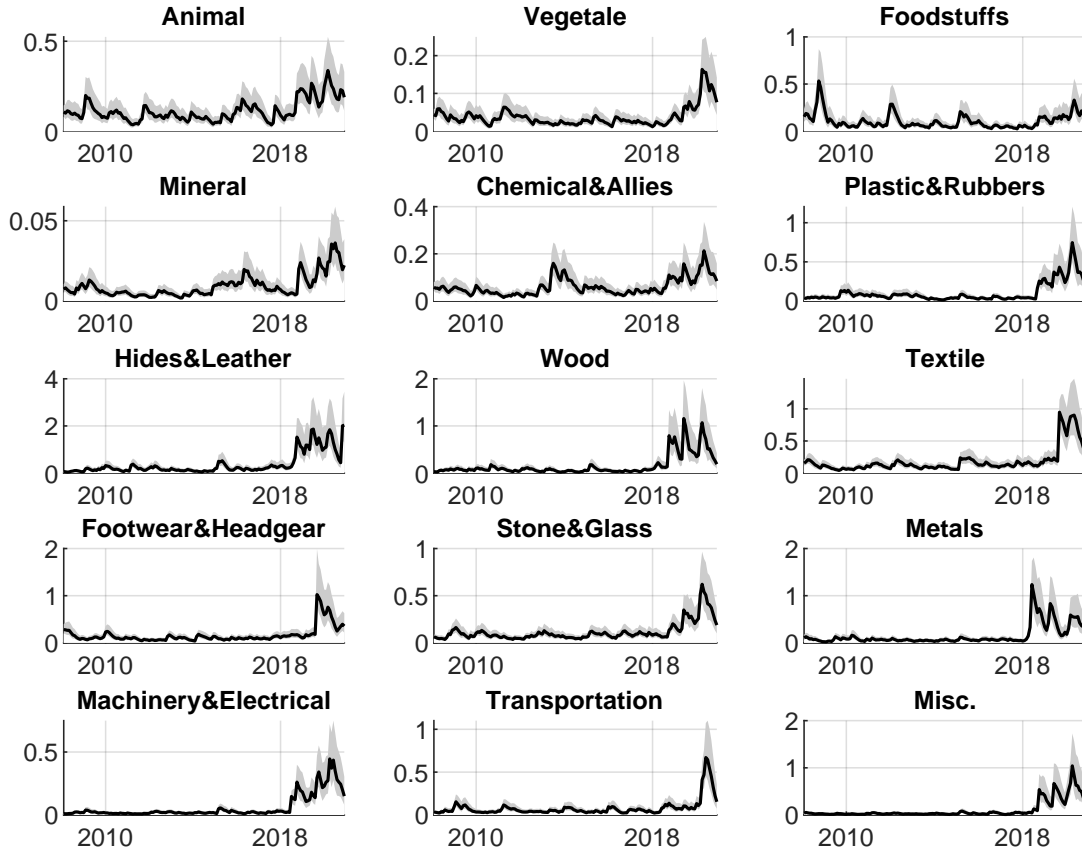 Animal Vegetale Foodstuffs
0.5 0.2 1
0.1 0.5
0 0 0
2010 2018 2010 2018 2010 2018
Mineral Chemical&Allies Plastic&Rubbers
0.05 0.4 1
0.2 0.5
0 0 0
2010 2018 2010 2018 2010 2018
Hides&Leather Wood Textile
4 2 1
2 1 0.5
0 0 0
2010 2018 2010 2018 2010 2018
Footwear&Headgear Stone&Glass Metals
2 1 2
1 0.5 1
0 0 0
2010 2018 2010 2018 2010 2018
Machinery&Electrical Transportation Misc.
0.5 1 2
0.5 1
0 0 0
2010 2018 2010 2018 2010 2018